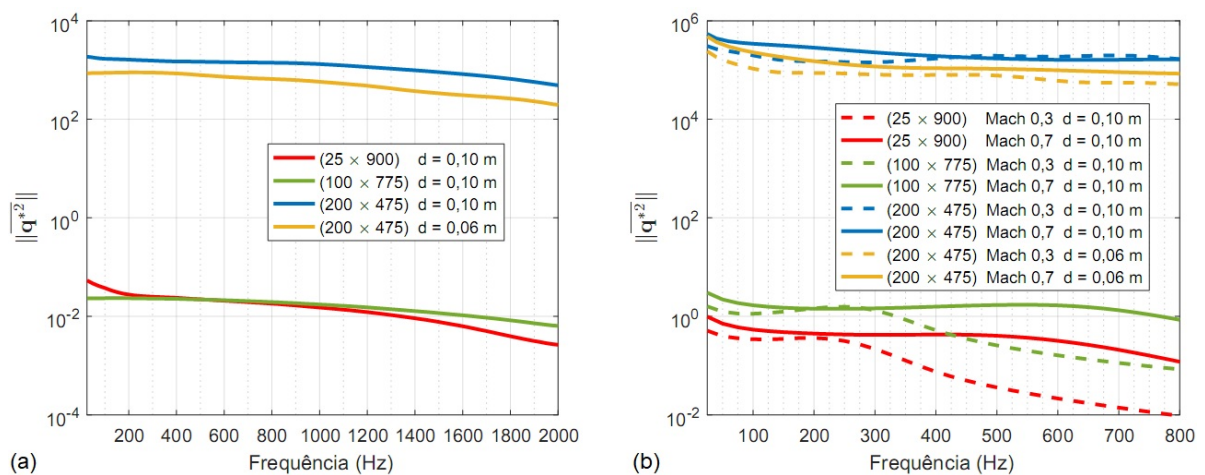 10^4
10^2
10^0
10^-2
10^-4
||q*2||
(25 × 900) d = 0,10 m
(100 × 775) d = 0,10 m
(200 × 475) d = 0,10 m
(200 × 475) d = 0,06 m
200 400 600 800 1000 1200 1400 1600 1800 2000
Frequência (Hz)
(a)
10^6
10^4
10^2
10^0
10^-2
||q*2||
(25 × 900) Mach 0,3 d = 0,10 m
(25 × 900) Mach 0,7 d = 0,10 m
(100 × 775) Mach 0,3 d = 0,10 m
(100 × 775) Mach 0,7 d = 0,10 m
(200 × 475) Mach 0,3 d = 0,10 m
(200 × 475) Mach 0,7 d = 0,10 m
(200 × 475) Mach 0,3 d = 0,06 m
(200 × 475) Mach 0,7 d = 0,06 m
100 200 300 400 500 600 700 800
Frequência (Hz)
(b)